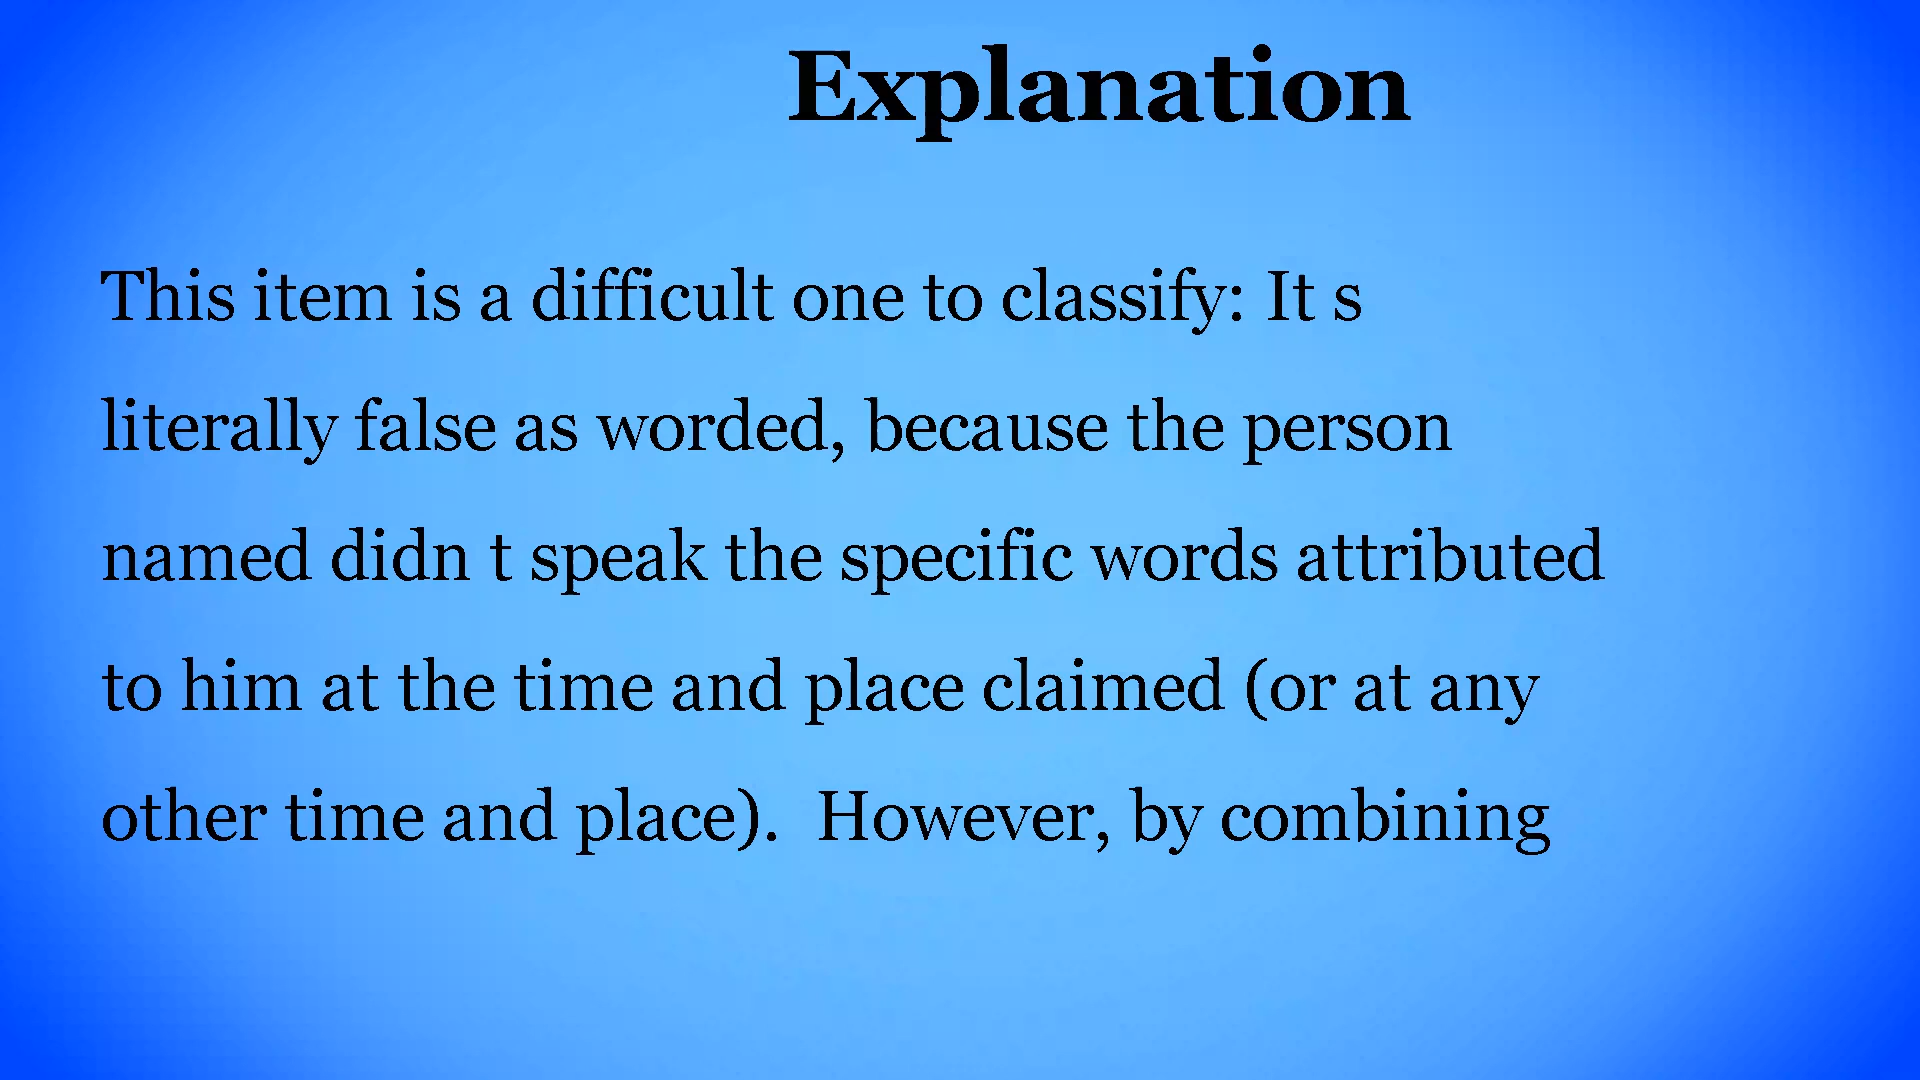 Explanation
This item is a difficult one to classify: It s
literally false as worded, because the person
named didn t speak the specific words attributed
to him at the time and place claimed (or at any
other time and place).  However, by combining